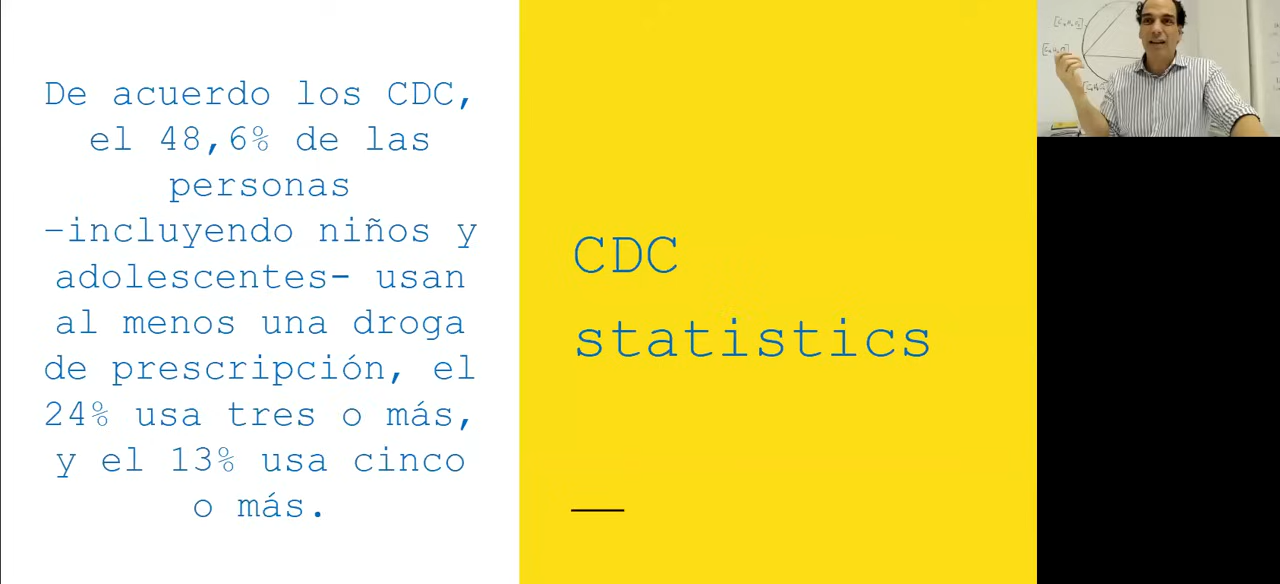 De acuerdo los CDC,
el 48,6% de las
personas
–incluyendo niños y
adolescentes- usan
al menos una droga
de prescripción, el
24% usa tres o más,
y el 13% usa cinco
o más.
CDC
statistics